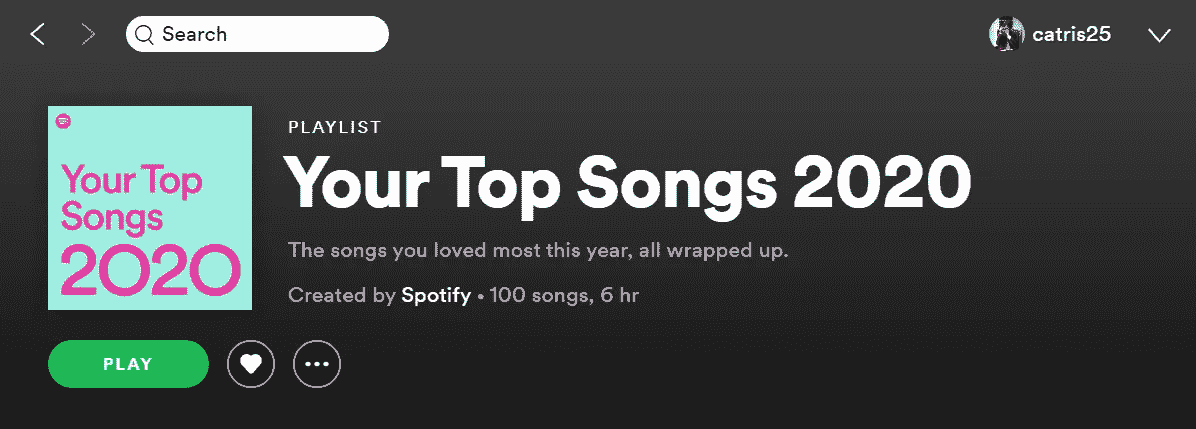 Search
catris25
Your Top
Songs
2020
PLAYLIST
Your Top Songs 2020
The songs you loved most this year, all wrapped up.
Created by Spotify • 100 songs, 6 hr
PLAY